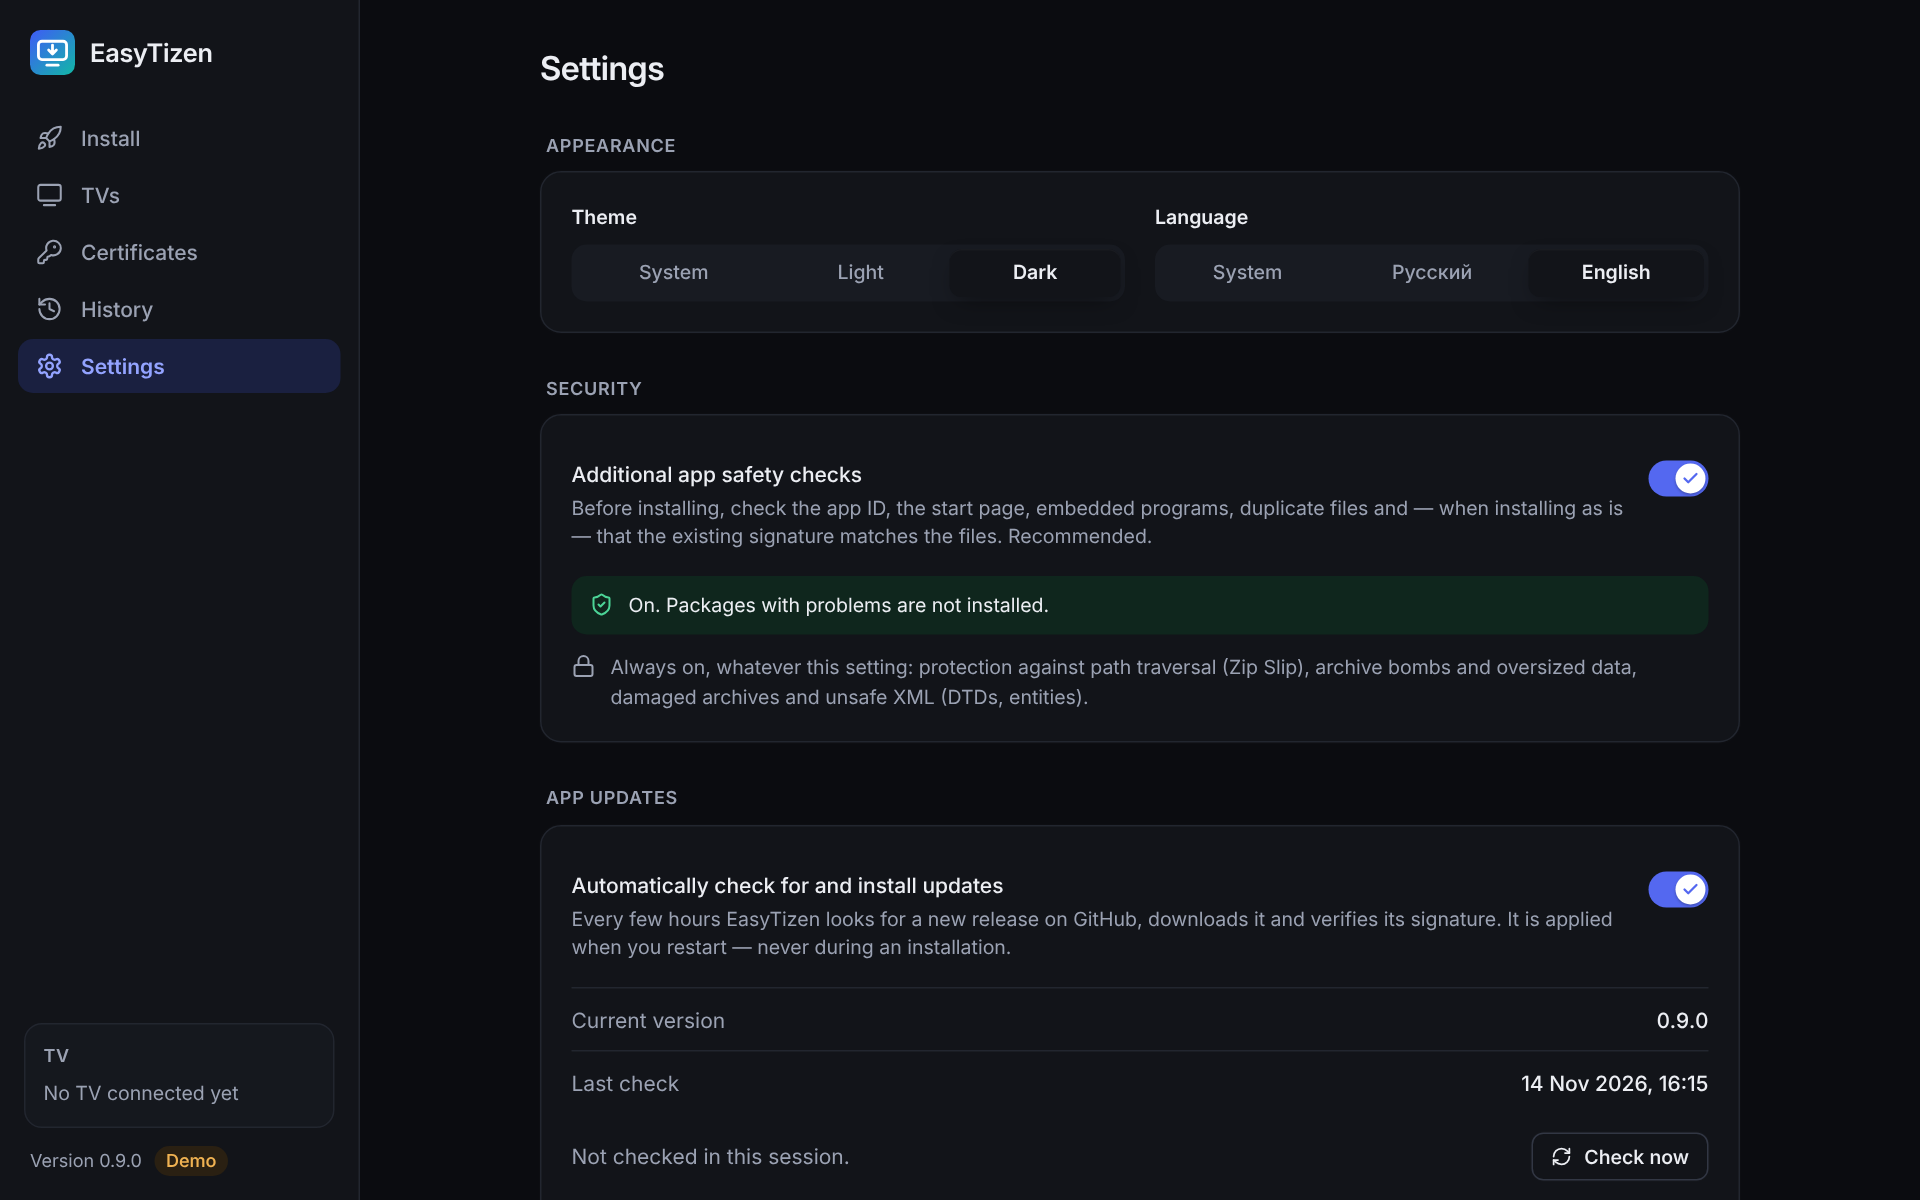 EasyTizen
Install
TVs
Certificates
History
Settings
TV
No TV connected yet
Version 0.9.0 Demo
Settings
APPEARANCE
Theme
System Light Dark
Language
System Русский English
SECURITY
Additional app safety checks
Before installing, check the app ID, the start page, embedded programs, duplicate files and — when installing as is
— that the existing signature matches the files. Recommended.
On. Packages with problems are not installed.
Always on, whatever this setting: protection against path traversal (Zip Slip), archive bombs and oversized data,
damaged archives and unsafe XML (DTDs, entities).
APP UPDATES
Automatically check for and install updates
Every few hours EasyTizen looks for a new release on GitHub, downloads it and verifies its signature. It is applied
when you restart — never during an installation.
Current version 0.9.0
Last check 14 Nov 2026, 16:15
Not checked in this session. Check now